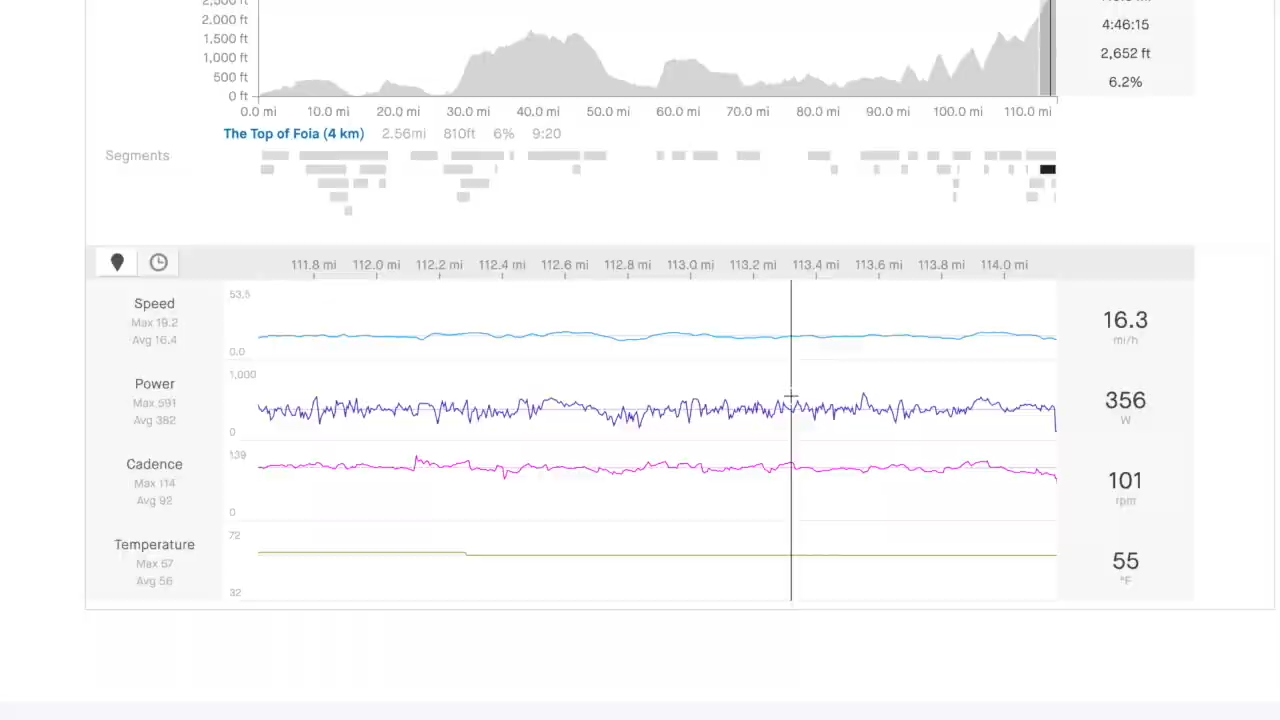 2,000 ft
1,500 ft
1,000 ft
500 ft
0 ft
4:46:15
2,652 ft
6.2%
0.0 mi 10.0 mi 20.0 mi 30.0 mi 40.0 mi 50.0 mi 60.0 mi 70.0 mi 80.0 mi 90.0 mi 100.0 mi 110.0 mi
The Top of Foia (4 km) 2.56mi 810ft 6% 9:20
Segments
111.8 mi 112.0 mi 112.2 mi 112.4 mi 112.6 mi 112.8 mi 113.0 mi 113.2 mi 113.4 mi 113.6 mi 113.8 mi 114.0 mi
Speed
Max 19.2
Avg 16.4
53.5
0.0
16.3
mi/h
Power
Max 591
Avg 382
1,000
0
356
W
Cadence
Max 114
Avg 92
139
0
101
rpm
Temperature
Max 57
Avg 56
72
32
55
°F